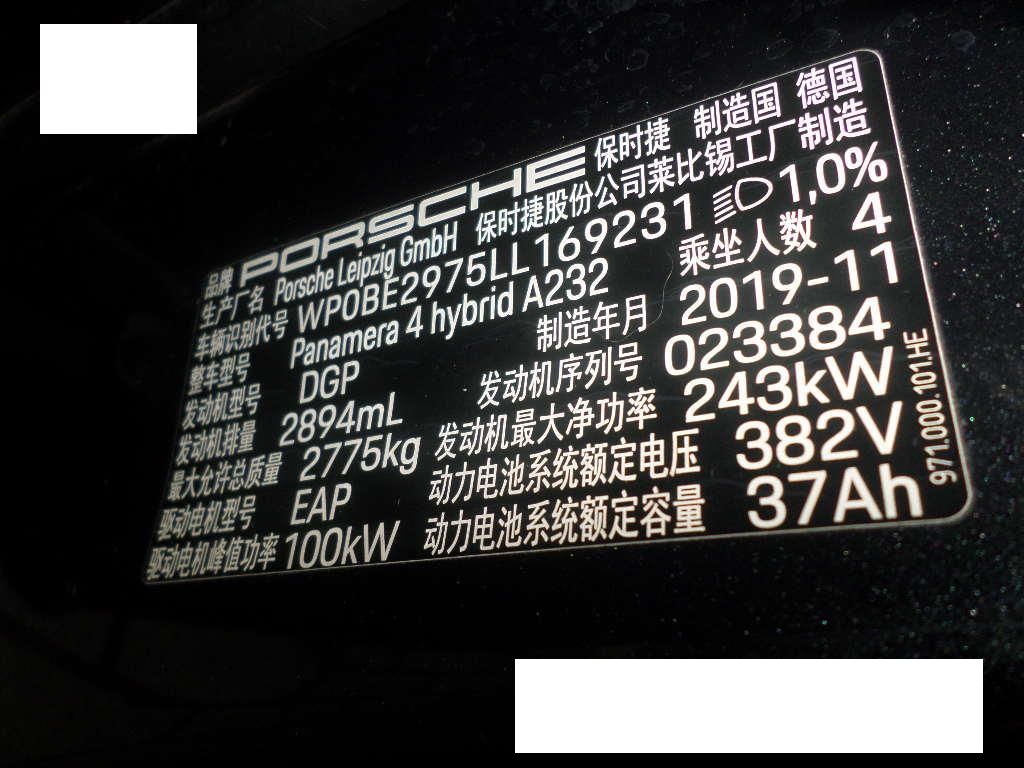 品牌 PORSCHE 保时捷 制造国 德国
生产厂名 Porsche Leipzig GmbH 保时捷股份公司莱比锡工厂制造
车辆识别代号 WP0BE2975LL169231 1,0%
整车型号 Panamera 4 hybrid A232 乘坐人数 4
发动机型号 DGP 制造年月 2019-11
发动机排量 2894mL 发动机序列号 023384
最大允许总质量 2775kg 发动机最大净功率 243kW
驱动电机型号 EAP 动力电池系统额定电压 382V
驱动电机峰值功率 100kW 动力电池系统额定容量 37Ah
971.000.101.HE